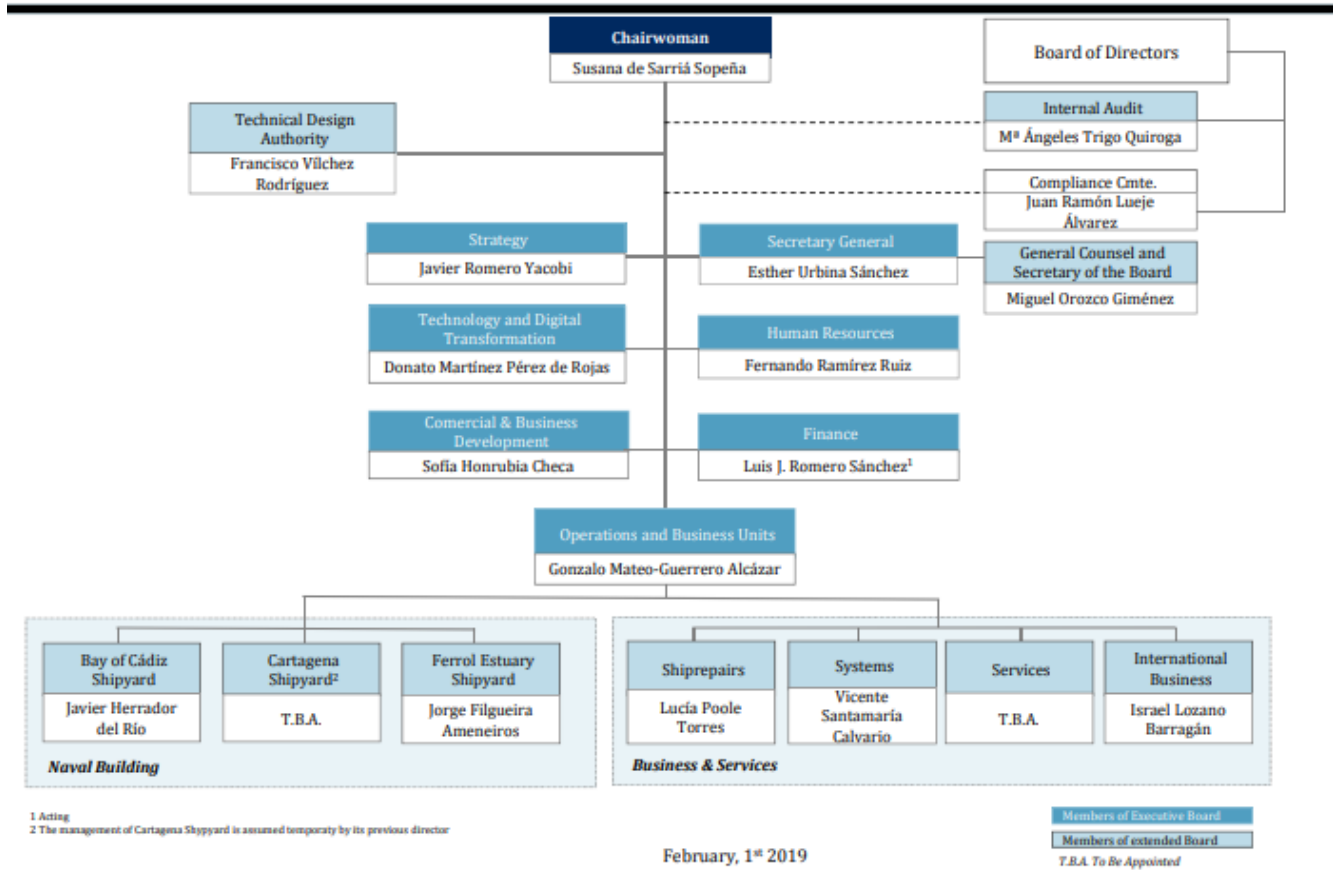 Chairwoman
Susana de Sarriá Sopeña
Board of Directors
Technical Design
Authority
Francisco Vílchez
Rodríguez
Internal Audit
Mª Ángeles Trigo Quiroga
Compliance Cmte.
Juan Ramón Lueje
Álvarez
Strategy
Javier Romero Yacobi
Secretary General
Esther Urbina Sánchez
General Counsel and
Secretary of the Board
Miguel Orozco Giménez
Technology and Digital
Transformation
Donato Martínez Pérez de Rojas
Human Resources
Fernando Ramírez Ruiz
Comercial & Business
Development
Sofía Honrubia Checa
Finance
Luis J. Romero Sánchez¹
Operations and Business Units
Gonzalo Mateo-Guerrero Alcázar
Bay of Cádiz
Shipyard
Javier Herrador
del Río
Cartagena
Shipyard²
T.B.A.
Ferrol Estuary
Shipyard
Jorge Filgueira
Ameneiros
Naval Building
Shiprepairs
Lucía Poole
Torres
Systems
Vicente
Santamaría
Calvario
Services
T.B.A.
International
Business
Israel Lozano
Barragán
Business & Services
1 Acting
2 The management of Cartagena Shypyard is assumed temporaty by its previous director
Members of Executive Board
Members of extended Board
T.B.A. To Be Appointed
February, 1st 2019